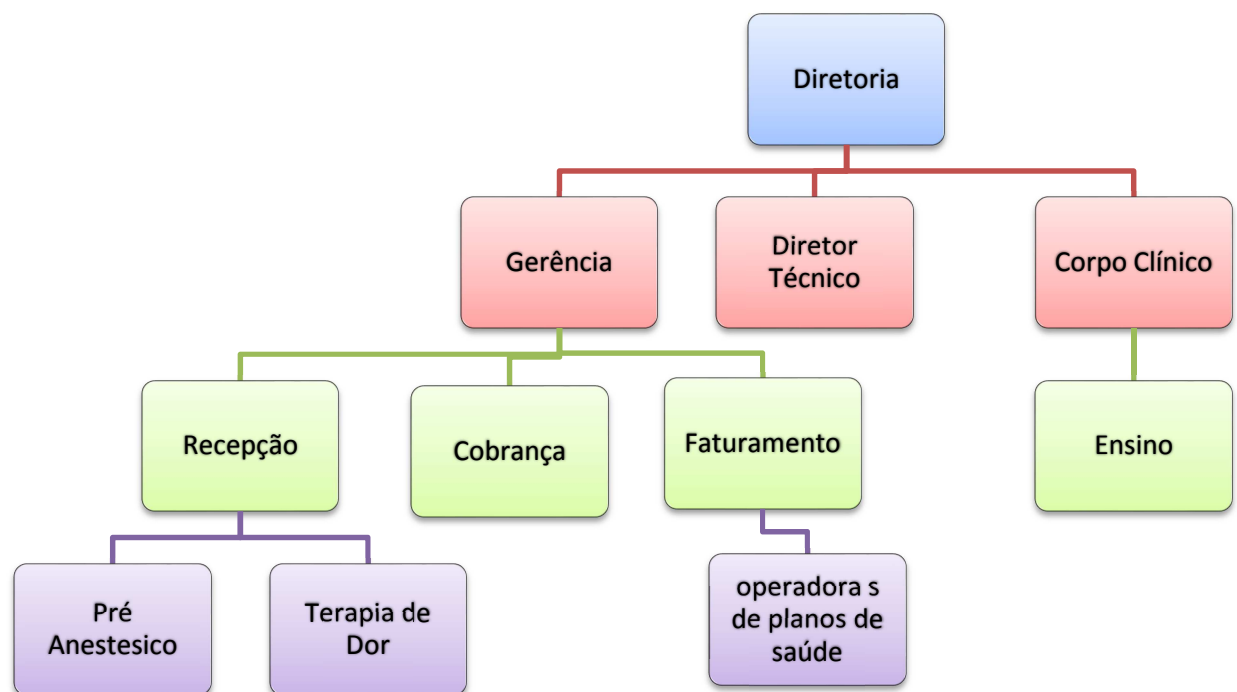 Diretoria
Gerência
Diretor
Técnico
Corpo Clínico
Recepção
Cobrança
Faturamento
Ensino
Pré
Anestesico
Terapia de
Dor
operadora s
de planos de
saúde